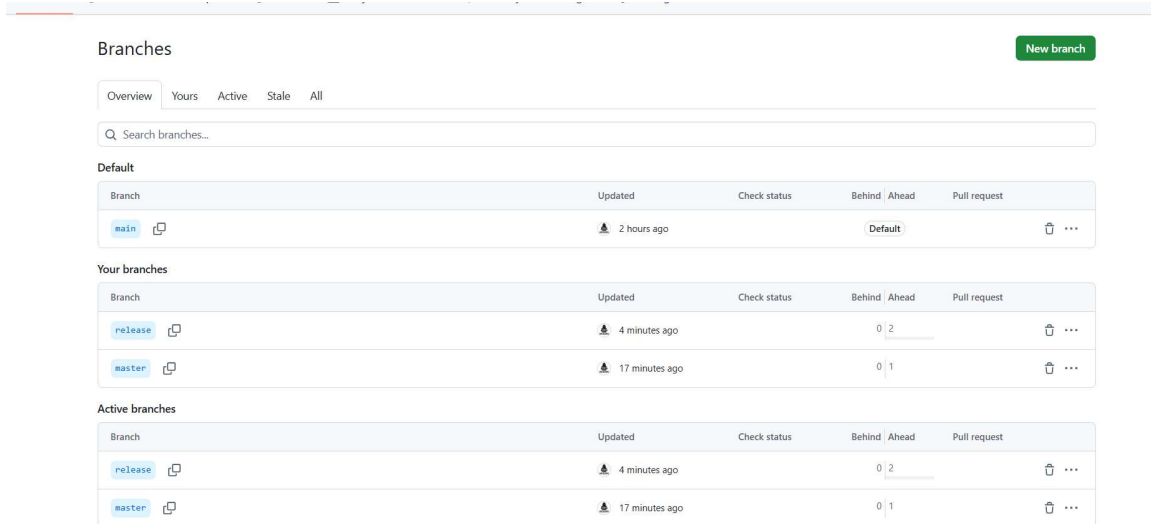 Branches
New branch
Overview Yours Active Stale All
Search branches...
Default
Branch Updated Check status Behind Ahead Pull request
main 2 hours ago Default
Your branches
Branch Updated Check status Behind Ahead Pull request
release 4 minutes ago 0 2
master 17 minutes ago 0 1
Active branches
Branch Updated Check status Behind Ahead Pull request
release 4 minutes ago 0 2
master 17 minutes ago 0 1